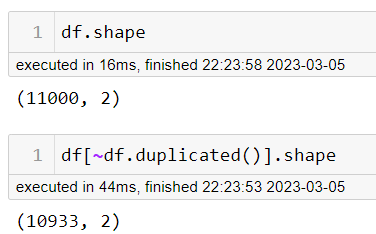 1 df.shape
executed in 16ms, finished 22:23:58 2023-03-05
(11000, 2)
1 df[~df.duplicated()].shape
executed in 44ms, finished 22:23:53 2023-03-05
(10933, 2)